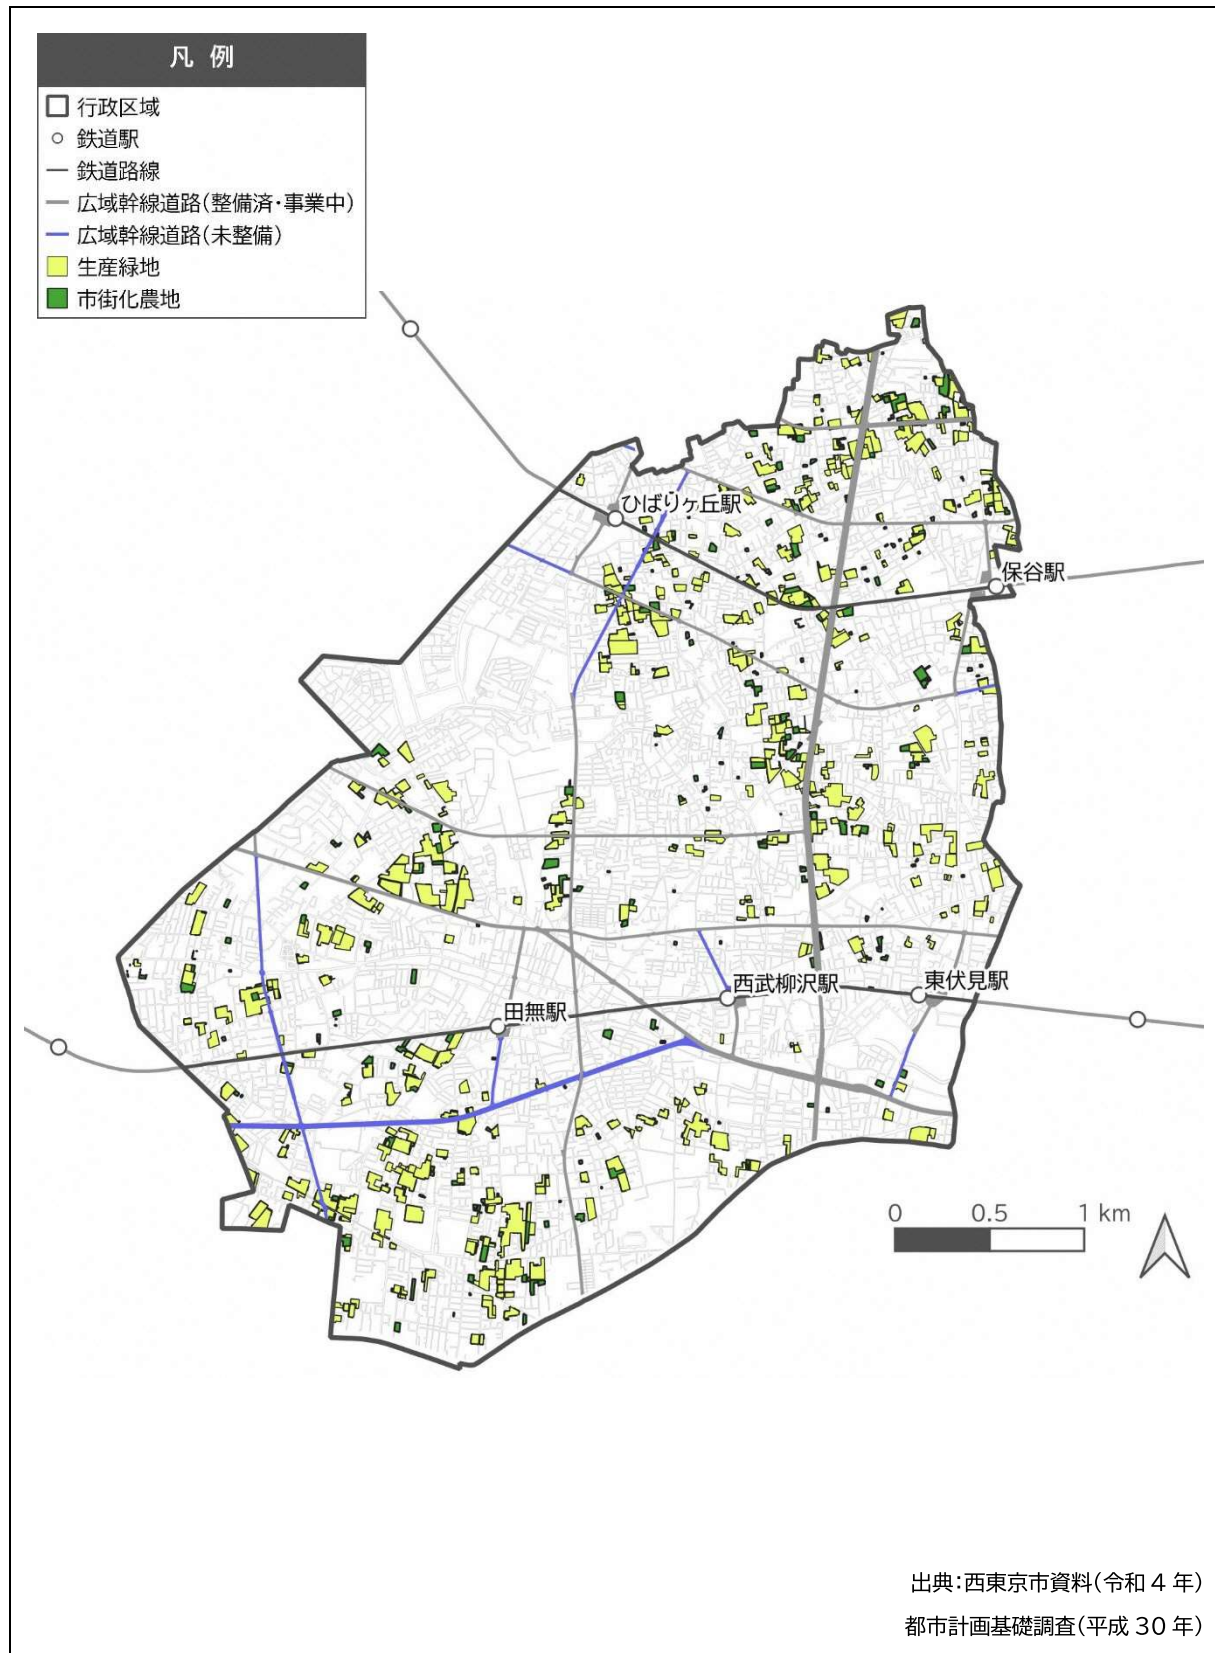 凡 例
行政区域
鉄道駅
鉄道路線
広域幹線道路(整備済・事業中)
広域幹線道路(未整備)
生産緑地
市街化農地
ひばりヶ丘駅
保谷駅
西武柳沢駅
東伏見駅
田無駅
0 0.5 1 km
出典:西東京市資料(令和 4 年)
都市計画基礎調査(平成 30 年)